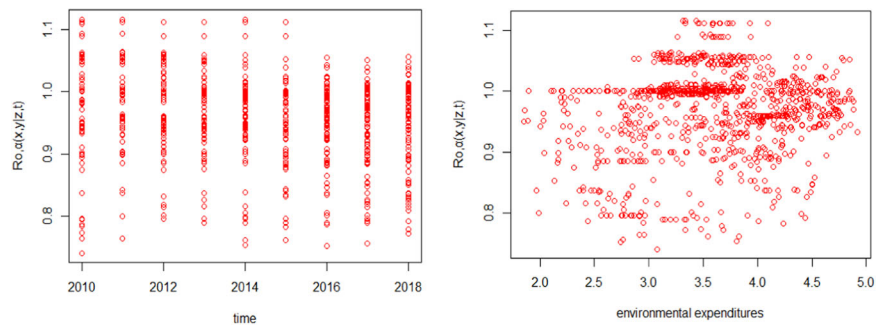 Ro,α(x,y|z,t)
1.1
1.0
0.9
0.8
2010 2012 2014 2016 2018
time
Ro,α(x,y|z,t)
1.1
1.0
0.9
0.8
2.0 2.5 3.0 3.5 4.0 4.5 5.0
environmental expenditures